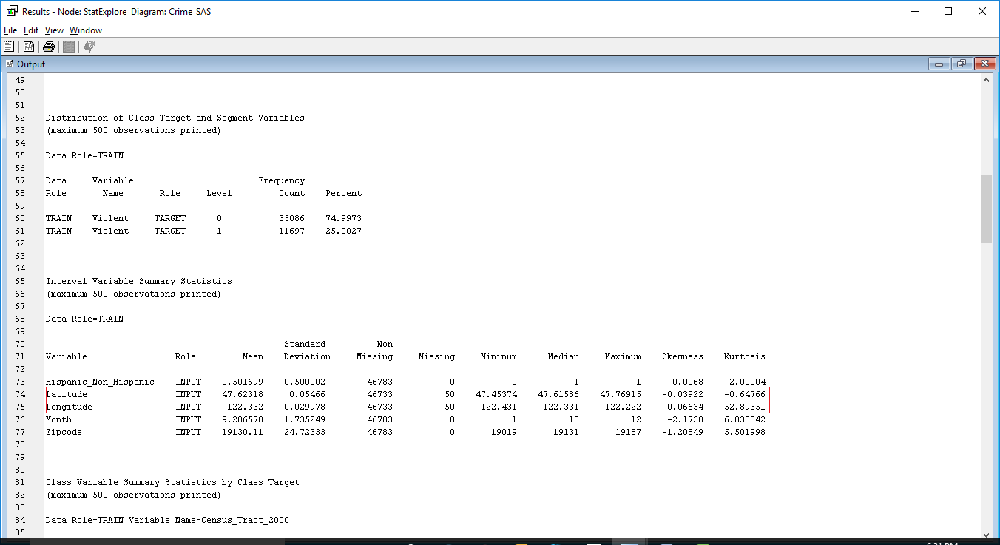 Results - Node: StatExplore Diagram: Crime_SAS
File Edit View Window
Output
49
50
51
52 Distribution of Class Target and Segment Variables
53 (maximum 500 observations printed)
54
55 Data Role=TRAIN
56
57 Data Variable Frequency
58 Role Name Role Level Count Percent
59
60 TRAIN Violent TARGET 0 35086 74.9973
61 TRAIN Violent TARGET 1 11697 25.0027
62
63
64
65 Interval Variable Summary Statistics
66 (maximum 500 observations printed)
67
68 Data Role=TRAIN
69
70 Standard Non
71 Variable Role Mean Deviation Missing Missing Minimum Median Maximum Skewness Kurtosis
72
73 Hispanic_Non_Hispanic INPUT 0.501699 0.500002 46783 0 0 1 1 -0.0068 -2.00004
74 Latitude INPUT 47.62318 0.05466 46733 50 47.45374 47.61586 47.76915 -0.03922 -0.64766
75 Longitude INPUT -122.332 0.029978 46733 50 -122.431 -122.331 -122.222 -0.06634 52.89351
76 Month INPUT 9.286578 1.735249 46783 0 1 10 12 -2.1738 6.038842
77 Zipcode INPUT 19130.11 24.72333 46783 0 19019 19131 19187 -1.20849 5.501998
78
79
80
81 Class Variable Summary Statistics by Class Target
82 (maximum 500 observations printed)
83
84 Data Role=TRAIN Variable Name=Census_Tract_2000
85